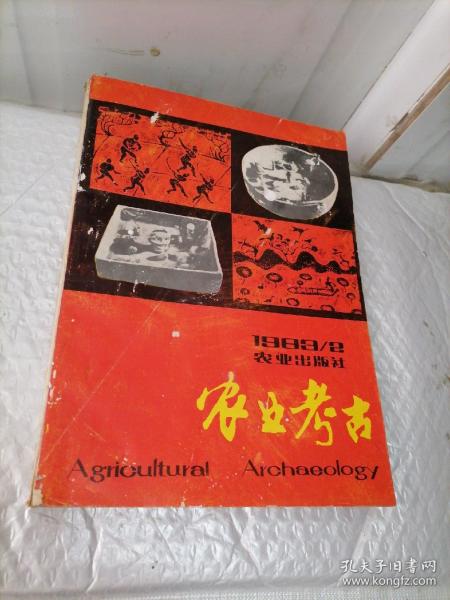 1983/2
农业出版社
农业考古
Agricultural Archaeology
孔夫子旧书网
www.kongfz.com